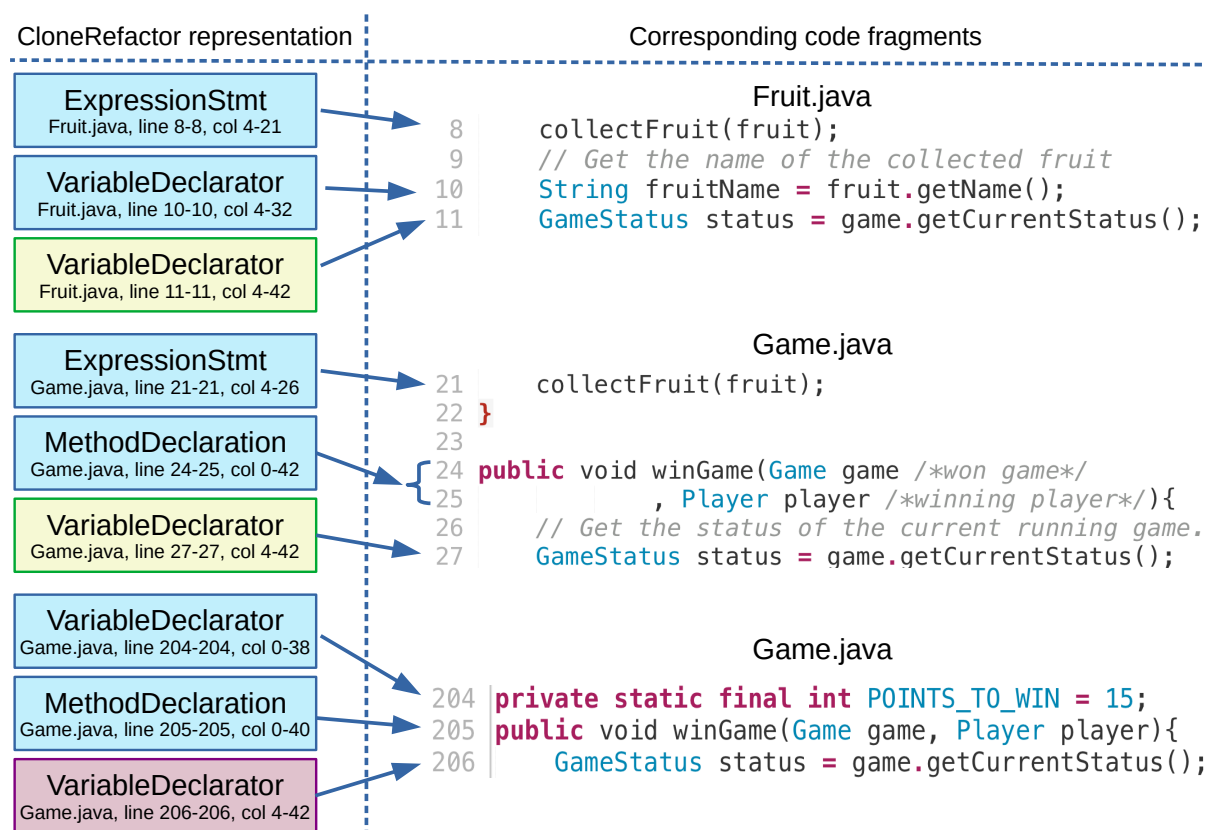 CloneRefactor representation
Corresponding code fragments
ExpressionStmt
Fruit.java, line 8-8, col 4-21
VariableDeclarator
Fruit.java, line 10-10, col 4-32
VariableDeclarator
Fruit.java, line 11-11, col 4-42
Fruit.java
8 collectFruit(fruit);
9 // Get the name of the collected fruit
10 String fruitName = fruit.getName();
11 GameStatus status = game.getCurrentStatus();
ExpressionStmt
Game.java, line 21-21, col 4-26
MethodDeclaration
Game.java, line 24-25, col 0-42
VariableDeclarator
Game.java, line 27-27, col 4-42
Game.java
21 collectFruit(fruit);
22 }
23
24 public void winGame(Game game /*won game*/
25 , Player player /*winning player*/){
26 // Get the status of the current running game.
27 GameStatus status = game.getCurrentStatus();
VariableDeclarator
Game.java, line 204-204, col 0-38
MethodDeclaration
Game.java, line 205-205, col 0-40
VariableDeclarator
Game.java, line 206-206, col 4-42
Game.java
204 private static final int POINTS_TO_WIN = 15;
205 public void winGame(Game game, Player player){
206 GameStatus status = game.getCurrentStatus();